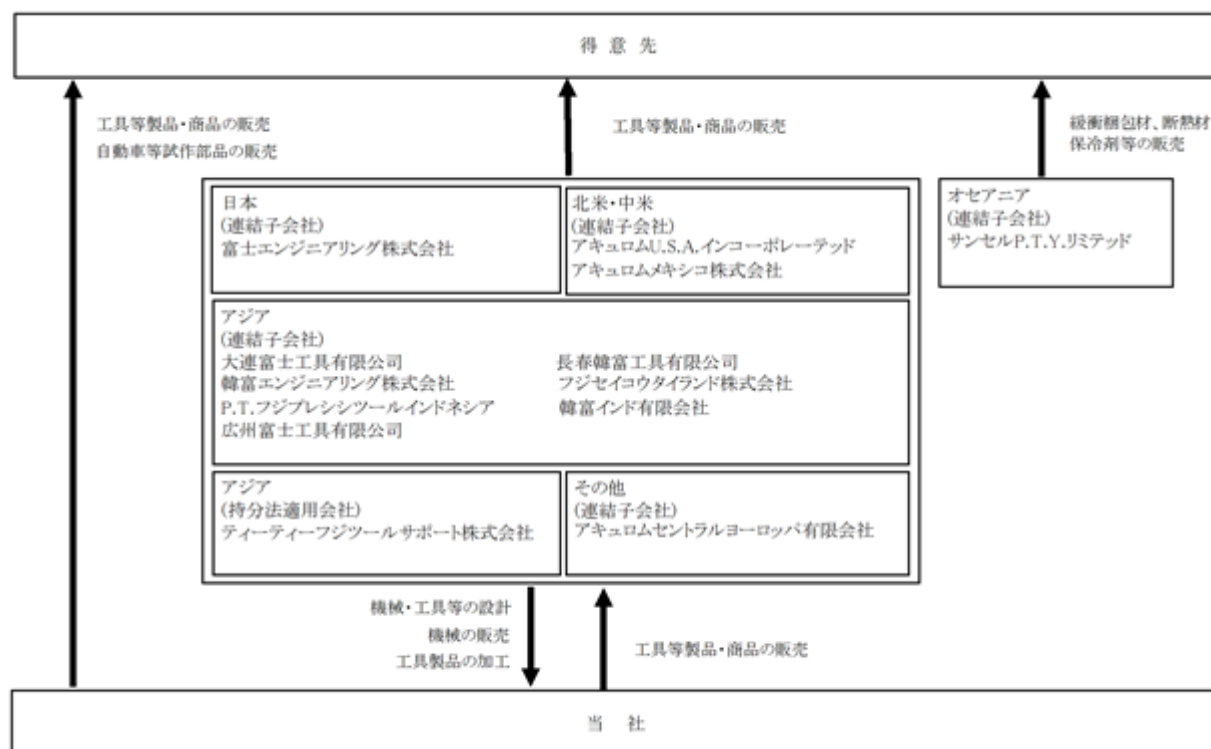 得 意 先
工具等製品・商品の販売
自動車等試作部品の販売
工具等製品・商品の販売
緩衝梱包材、断熱材
保冷剤等の販売
日本
(連結子会社)
富士エンジニアリング株式会社
北米・中米
(連結子会社)
アキュロムU.S.A.インコーポレーテッド
アキュロムメキシコ株式会社
オセアニア
(連結子会社)
サンセルP.T.Y.リミテッド
アジア
(連結子会社)
大連富士工具有限公司
長春韓富工具有限公司
韓富エンジニアリング株式会社
フジセイコウタイランド株式会社
P.T.フジプレシシツールインドネシア
韓富インド有限会社
広州富士工具有限公司
アジア
(持分法適用会社)
ティーティーフジツールサポート株式会社
その他
(連結子会社)
アキュロムセントラルヨーロッパ有限会社
機械・工具等の設計
機械の販売
工具製品の加工
工具等製品・商品の販売
当 社